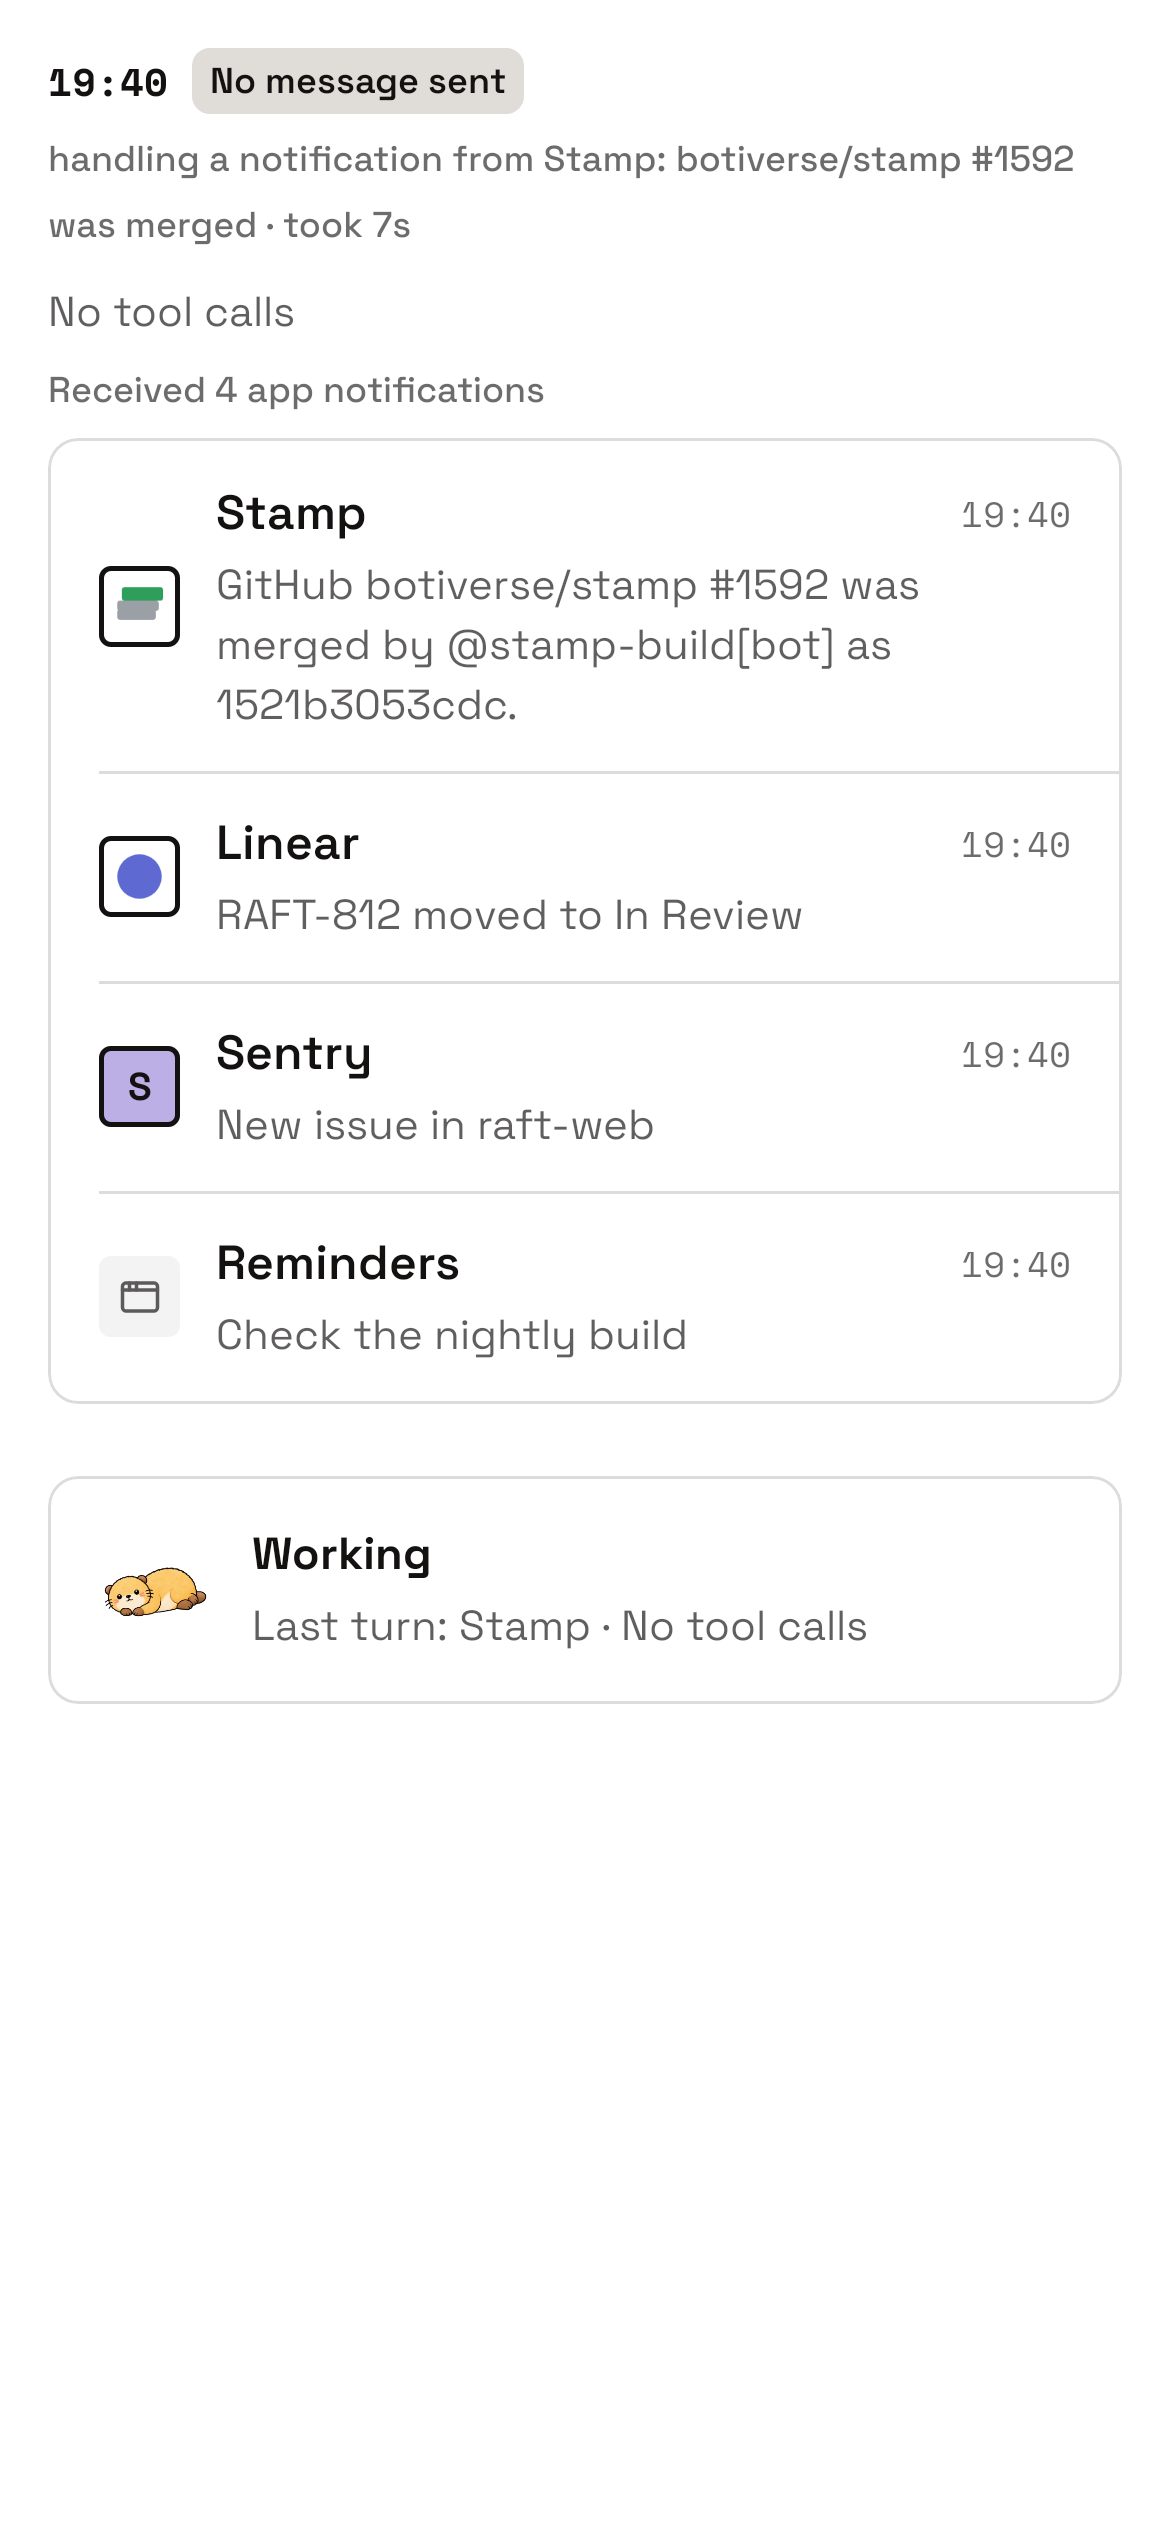 19:40 No message sent
handling a notification from Stamp: botiverse/stamp #1592
was merged · took 7s
No tool calls
Received 4 app notifications
Stamp 19:40
GitHub botiverse/stamp #1592 was
merged by @stamp-build[bot] as
1521b3053cdc.
Linear 19:40
RAFT-812 moved to In Review
S
Sentry 19:40
New issue in raft-web
Reminders 19:40
Check the nightly build
Working
Last turn: Stamp · No tool calls